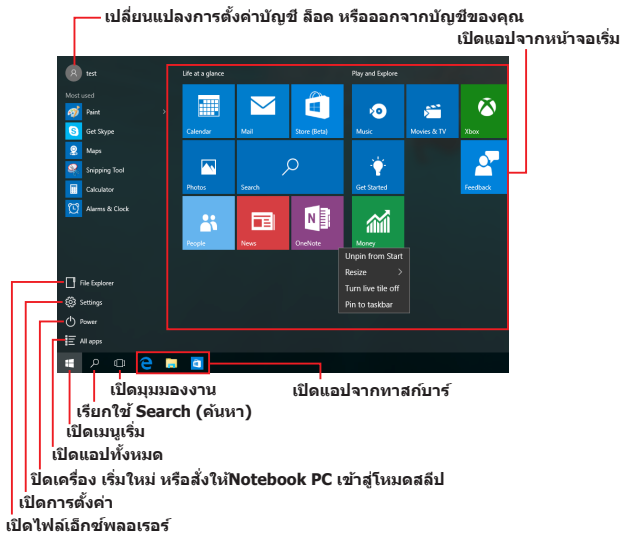 เปลี่ยนแปลงการตั้งค่าบัญชี ล็อค หรือออกจากบัญชีของคุณ
เปิดแอปจากหน้าจอเริ่ม
test
Life at a glance
Play and Explore
Most used
Paint
Get Skype
Maps
Snipping Tool
Calculator
Alarms & Clock
Calendar
Mail
Store (Beta)
Music
Movies & TV
Xbox
Photos
Search
Get Started
Feedback
People
News
OneNote
Money
Unpin from Start
Resize
Turn live tile off
Pin to taskbar
File Explorer
Settings
Power
All apps
เปิดมุมมองงาน
เปิดแอปจากทาสก์บาร์
เรียกใช้ Search (ค้นหา)
เปิดเมนูเริ่ม
เปิดแอปทั้งหมด
ปิดเครื่อง เริ่มใหม่ หรือสั่งให้Notebook PC เข้าสู่โหมดสลีป
เปิดการตั้งค่า
เปิดไฟล์เอ็กซ์พลอเรอร์